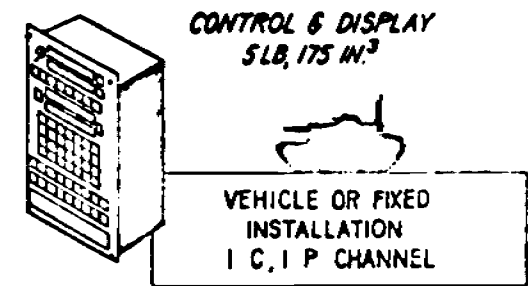 CONTROL & DISPLAY
5 LB, 175 IN.³
VEHICLE OR FIXED
INSTALLATION
1 C, 1 P CHANNEL